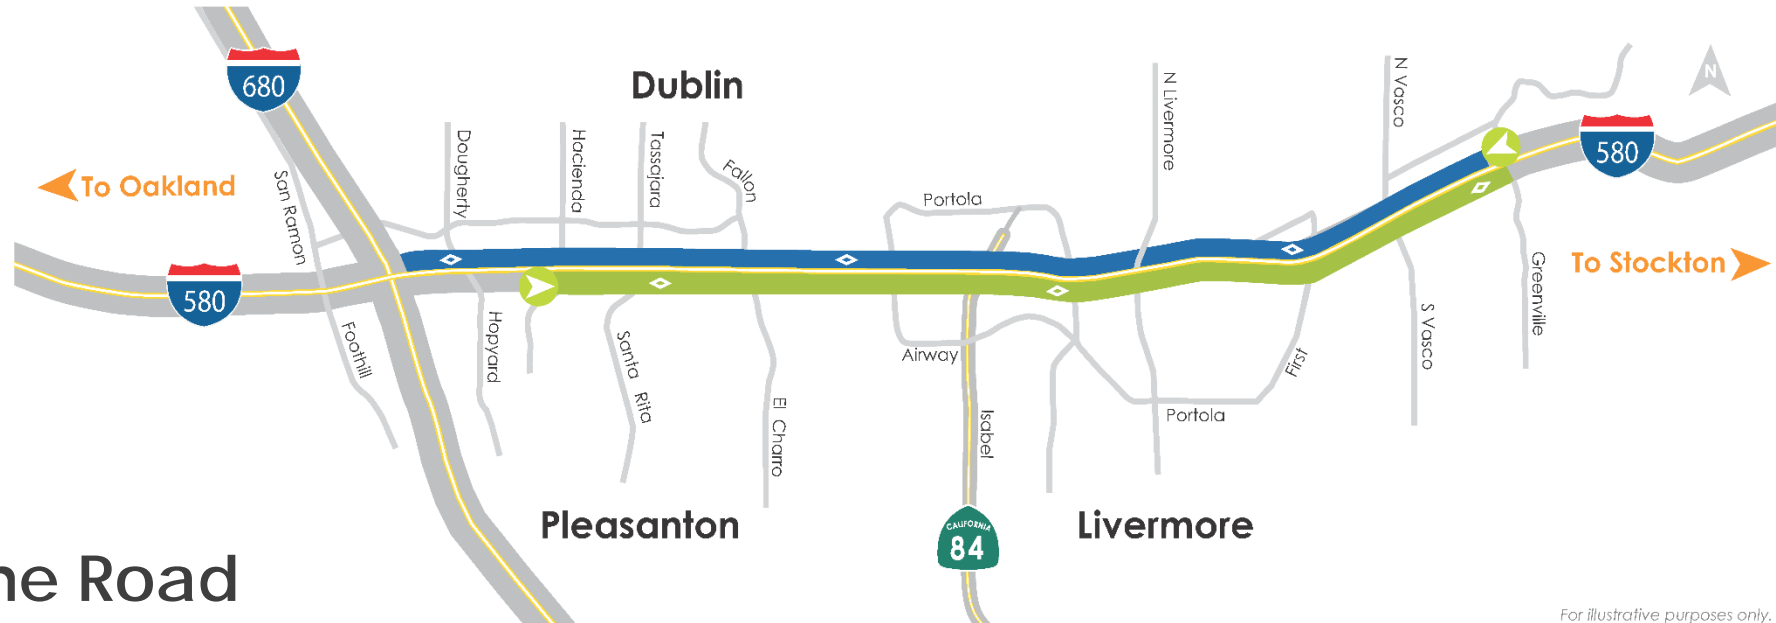 680
Dublin
N Livermore
N Vasco
N
Dougherty
Hacienda
Tassajara
Fallon
580
To Oakland
San Ramon
Portola
To Stockton
580
Greenville
Foothill
Hopyard
Santa Rita
Airway
First
S Vasco
El Charro
Isabel
Portola
Pleasanton
CALIFORNIA
84
Livermore
ne Road
For illustrative purposes only.